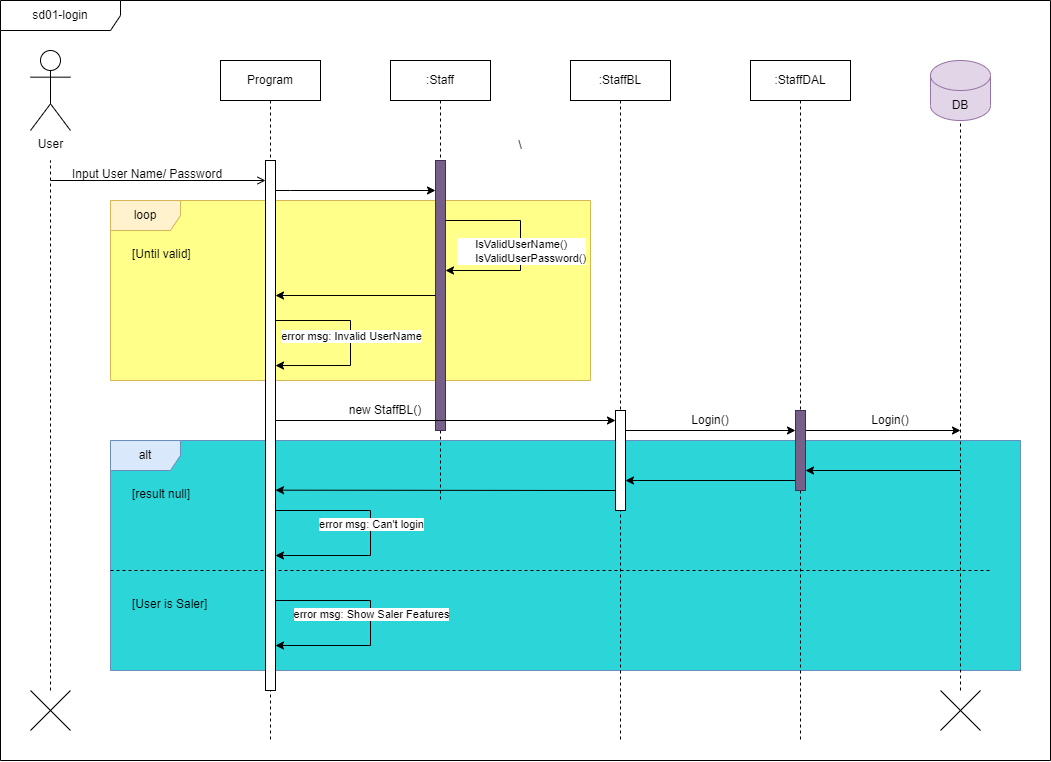 sd01-login
Program
:Staff
:StaffBL
:StaffDAL
DB
User
\
Input User Name/ Password
loop
[Until valid]
IsValidUserName()
IsValidUserPassword()
error msg: Invalid UserName
new StaffBL()
Login()
Login()
alt
[result null]
error msg: Can't login
[User is Saler]
error msg: Show Saler Features